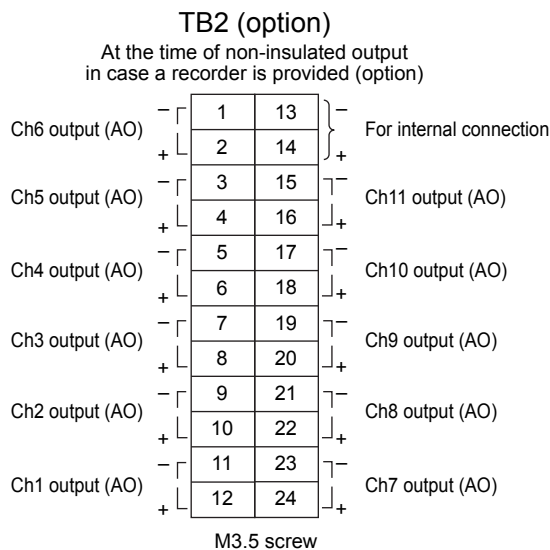 TB2 (option)
At the time of non-insulated output
in case a recorder is provided (option)
Ch6 output (AO) – 1 13 – For internal connection
+ 2 14 +
Ch5 output (AO) – 3 15 – Ch11 output (AO)
+ 4 16 +
Ch4 output (AO) – 5 17 – Ch10 output (AO)
+ 6 18 +
Ch3 output (AO) – 7 19 – Ch9 output (AO)
+ 8 20 +
Ch2 output (AO) – 9 21 – Ch8 output (AO)
+ 10 22 +
Ch1 output (AO) – 11 23 – Ch7 output (AO)
+ 12 24 +
M3.5 screw